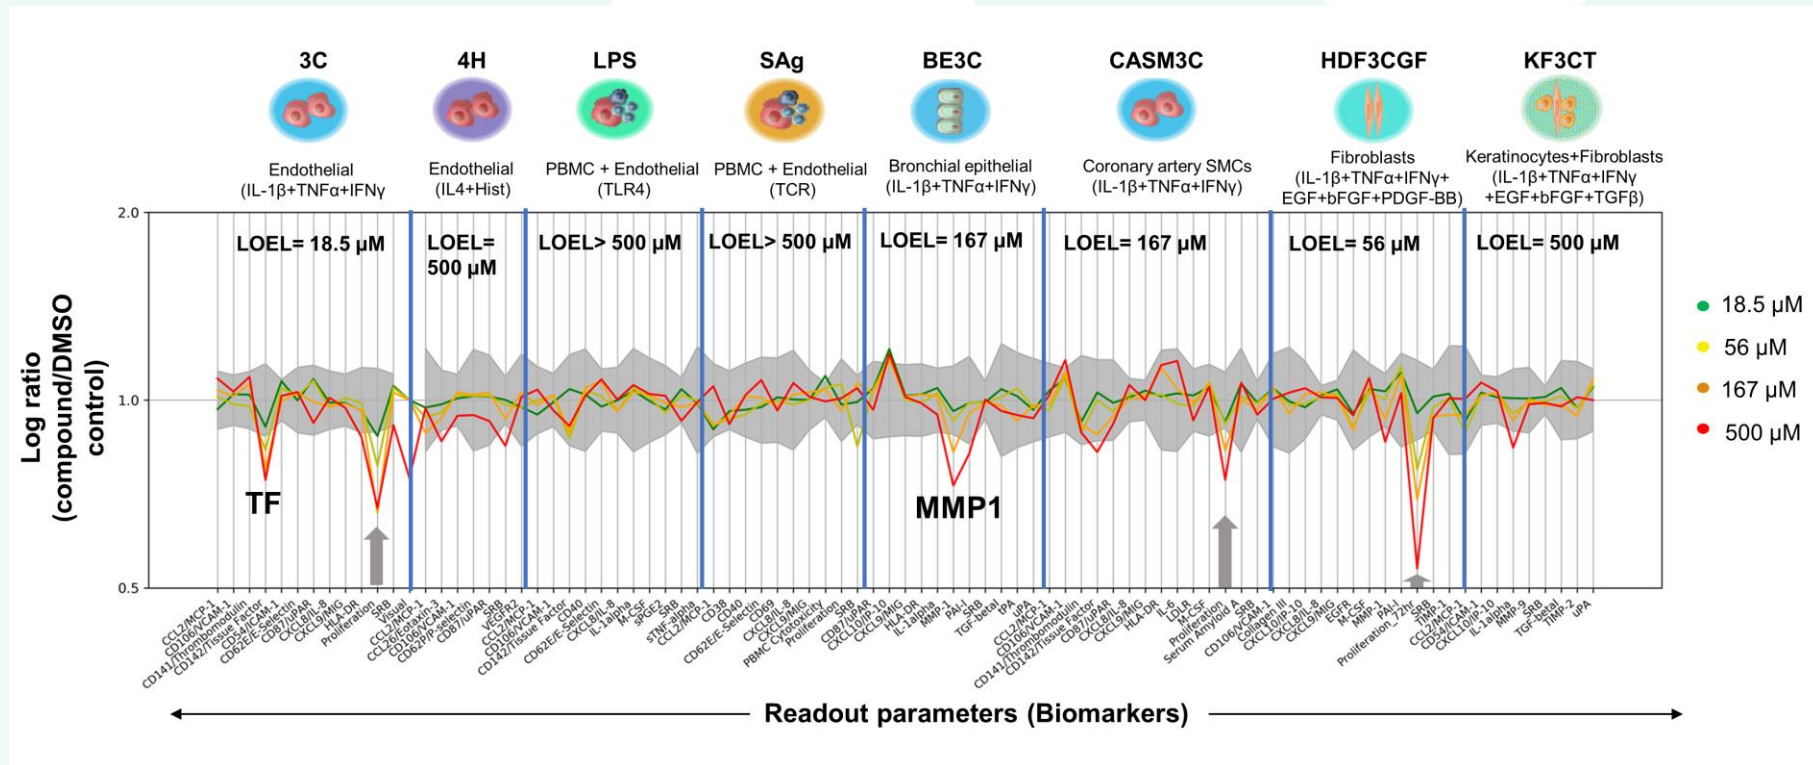 3C
4H
LPS
SAg
BE3C
CASM3C
HDF3CGF
KF3CT
Endothelial
(IL-1β+TNFα+IFNγ
Endothelial
(IL4+Hist)
PBMC + Endothelial
(TLR4)
PBMC + Endothelial
(TCR)
Bronchial epithelial
(IL-1β+TNFα+IFNγ)
Coronary artery SMCs
(IL-1β+TNFα+IFNγ)
Fibroblasts
(IL-1β+TNFα+IFNγ+
EGF+bFGF+PDGF-BB)
Keratinocytes+Fibroblasts
(IL-1β+TNFα+IFNγ
+EGF+bFGF+TGFβ)
LOEL= 18.5 µM
LOEL=
500 µM
LOEL> 500 µM
LOEL> 500 µM
LOEL= 167 µM
LOEL= 167 µM
LOEL= 56 µM
LOEL= 500 µM
Log ratio
(compound/DMSO
control)
2.0
1.0
0.5
TF
MMP1
18.5 µM
56 µM
167 µM
500 µM
CCL2/MCP-1
CD106/VCAM-1
CD141/Thrombomodulin
CD142/Tissue Factor
CD54/ICAM-1
CD62E/E-Selectin
CD87/uPAR
CXCL8/IL-8
CXCL9/MIG
HLA-DR
Proliferation
SRB
Visual
CCL2/MCP-1
CCL26/Eotaxin-3
CD106/VCAM-1
CD62P/P-selectin
CD87/uPAR
SRB
VEGFR2
CCL2/MCP-1
CD106/VCAM-1
CD142/Tissue Factor
CD40
CD62E/E-Selectin
CXCL8/IL-8
IL-1alpha
M-CSF
sPGE2
SRB
sTNF-alpha
CCL2/MCP-1
CD38
CD40
CD62E/E-Selectin
CD69
CXCL8/IL-8
CXCL9/MIG
PBMC Cytotoxicity
Proliferation
SRB
CD87/uPAR
CXCL10/IP-10
CXCL9/MIG
HLA-DR
IL-1alpha
MMP-1
PAI-I
SRB
TGF-betaI
tPA
uPA
CCL2/MCP-1
CD106/VCAM-1
CD141/Thrombomodulin
CD142/Tissue Factor
CD87/uPAR
CXCL8/IL-8
CXCL9/MIG
HLA-DR
IL-6
LDLR
M-CSF
Proliferation
Serum Amyloid A
SRB
CD106/VCAM-1
Collagen III
CXCL10/IP-10
CXCL8/IL-8
CXCL9/MIG
EGFR
M-CSF
MMP-1
PAI-I
Proliferation_72hr
SRB
TIMP-1
CCL2/MCP-1
CD54/ICAM-1
CXCL10/IP-10
IL-1alpha
MMP-9
SRB
TGF-betaI
TIMP-2
uPA
Readout parameters (Biomarkers)